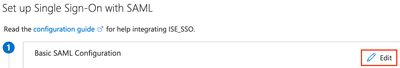 Set up Single Sign-On with SAML
Read the configuration guide for help integrating ISE_SSO.
1
Basic SAML Configuration
Edit